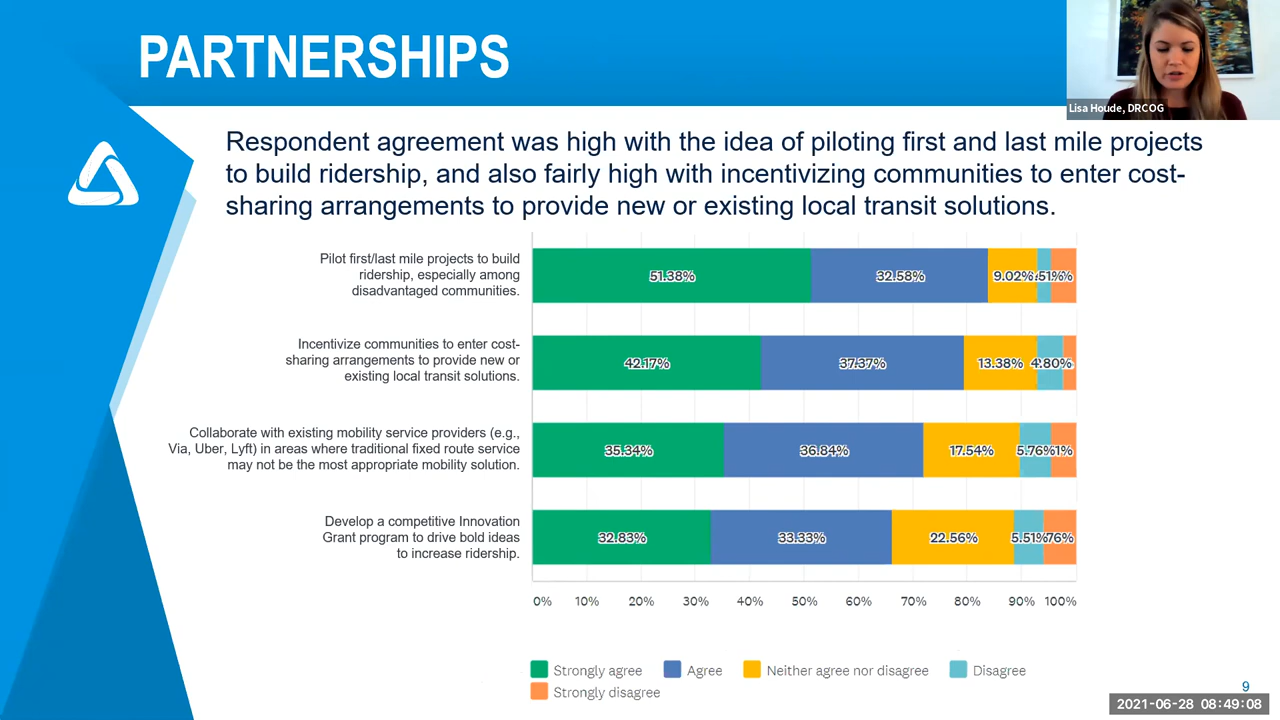 PARTNERSHIPS
Lisa Houde, DRCOG
Respondent agreement was high with the idea of piloting first and last mile projects
to build ridership, and also fairly high with incentivizing communities to enter cost-
sharing arrangements to provide new or existing local transit solutions.
Pilot first/last mile projects to build
ridership, especially among
disadvantaged communities.
51.38% 32.58% 9.02%
Incentivize communities to enter cost-
sharing arrangements to provide new or
existing local transit solutions.
42.17% 37.37% 13.38% 4.80%
Collaborate with existing mobility service providers (e.g.,
Via, Uber, Lyft) in areas where traditional fixed route service
may not be the most appropriate mobility solution.
35.34% 36.84% 17.54% 5.76%
Develop a competitive Innovation
Grant program to drive bold ideas
to increase ridership.
32.83% 33.33% 22.56% 5.51%
0% 10% 20% 30% 40% 50% 60% 70% 80% 90% 100%
Strongly agree Agree Neither agree nor disagree Disagree
Strongly disagree
9
2021-06-28 08:49:08